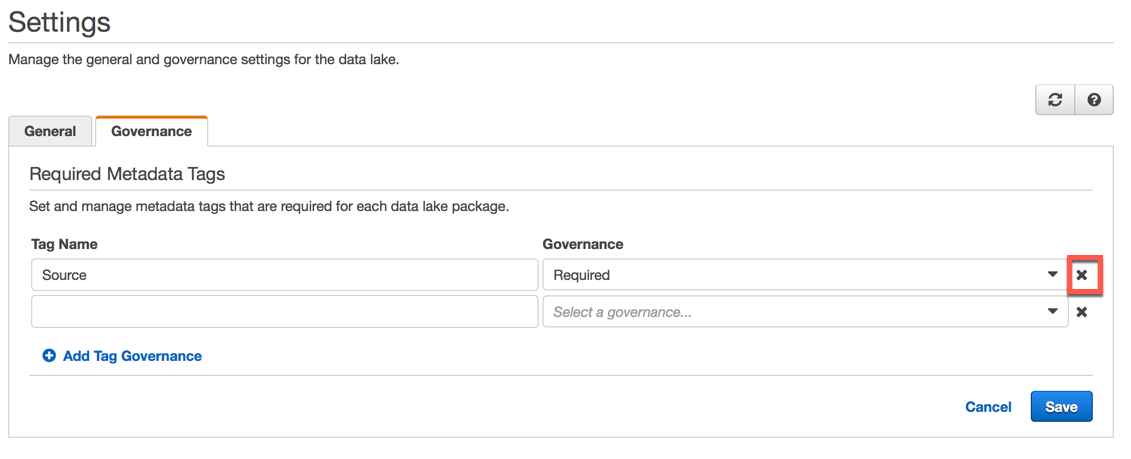 Settings
Manage the general and governance settings for the data lake.
General Governance
Required Metadata Tags
Set and manage metadata tags that are required for each data lake package.
Tag Name Governance
Source Required
Select a governance...
Add Tag Governance
Cancel Save